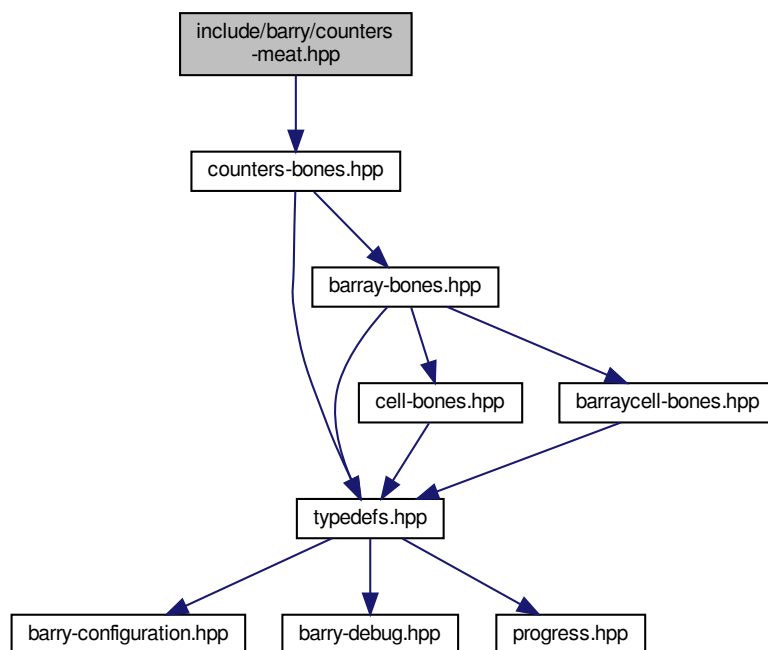 include/barry/counters
-meat.hpp
counters-bones.hpp
barray-bones.hpp
cell-bones.hpp
barraycell-bones.hpp
typedefs.hpp
barry-configuration.hpp
barry-debug.hpp
progress.hpp